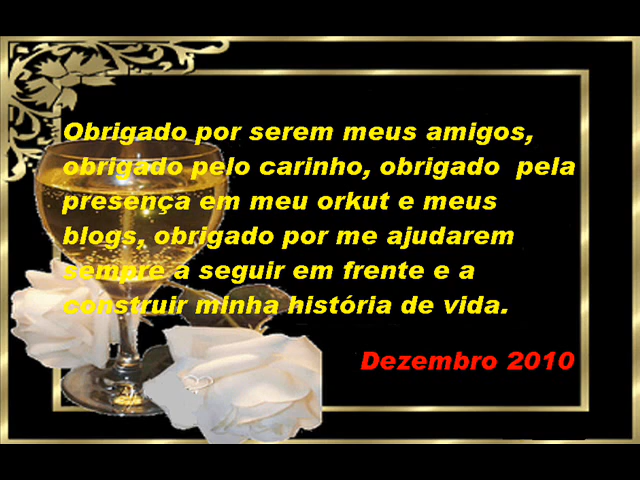 Obrigado por serem meus amigos,
obrigado pelo carinho, obrigado pela
presença em meu orkut e meus
blogs, obrigado por me ajudarem
sempre a seguir em frente e a
construir minha história de vida.
Dezembro 2010